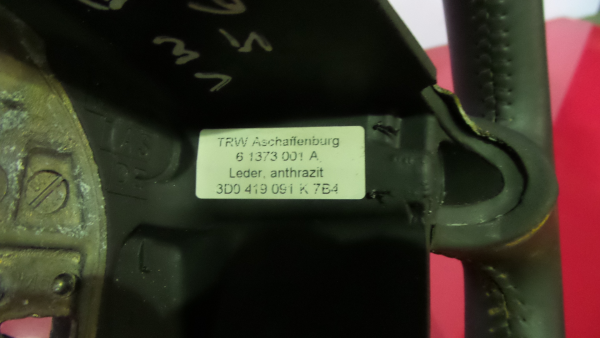 TRW Aschaffenburg
6 1373 001 A
Leder, anthrazit
3D0 419 091 K 7B4